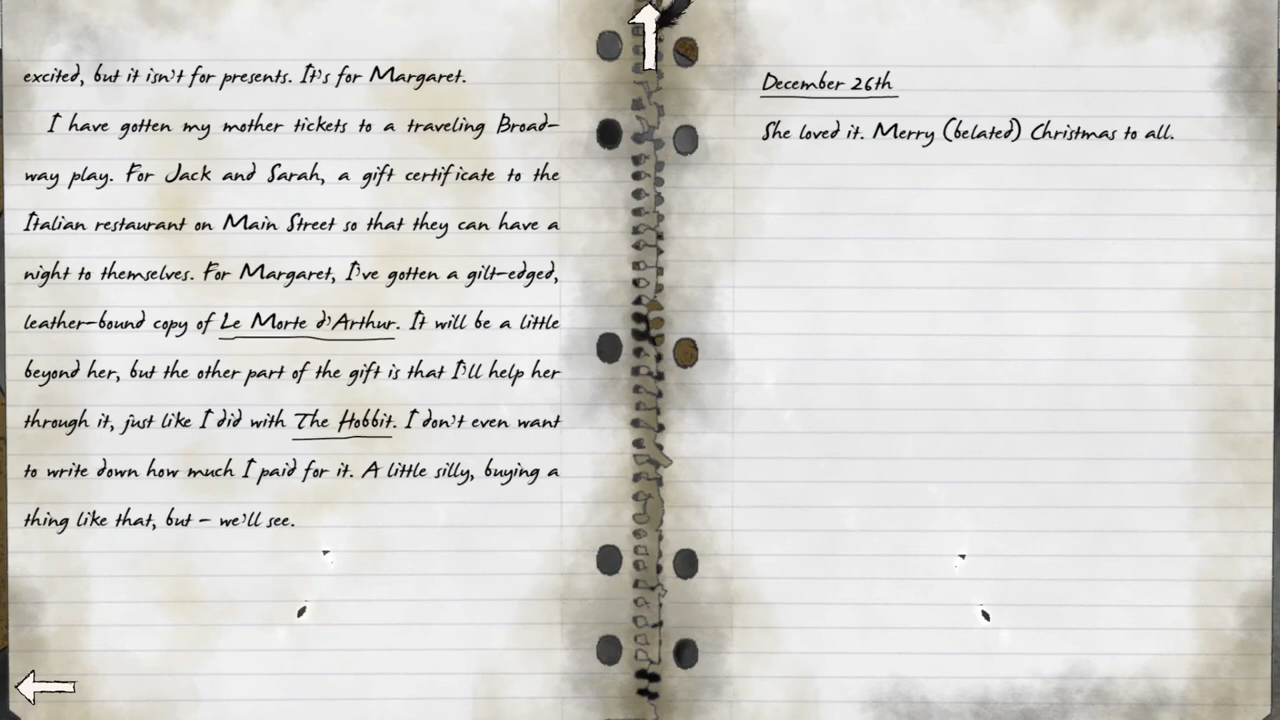 excited, but it isn't for presents. It's for Margaret.
I have gotten my mother tickets to a traveling Broad-
way play. For Jack and Sarah, a gift certificate to the
Italian restaurant on Main Street so that they can have a
night to themselves. For Margaret, I've gotten a gilt-edged,
leather-bound copy of Le Morte d'Arthur. It will be a little
beyond her, but the other part of the gift is that I'll help her
through it, just like I did with The Hobbit. I don't even want
to write down how much I paid for it. A little silly, buying a
thing like that, but - we'll see.
December 26th
She loved it. Merry (belated) Christmas to all.